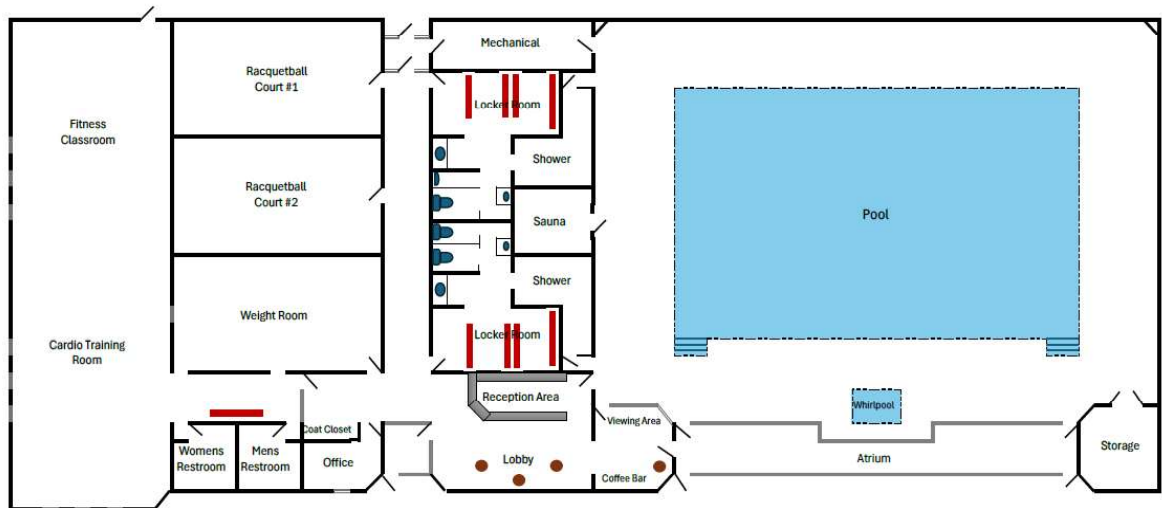 Mechanical
Racquetball
Court #1
Locker Room
Fitness
Classroom
Shower
Racquetball
Court #2
Pool
Sauna
Shower
Weight Room
Locker Room
Cardio Training
Room
Reception Area
Whirlpool
Viewing Area
Coat Closet
Womens
Restroom
Mens
Restroom
Office
Lobby
Atrium
Storage
Coffee Bar